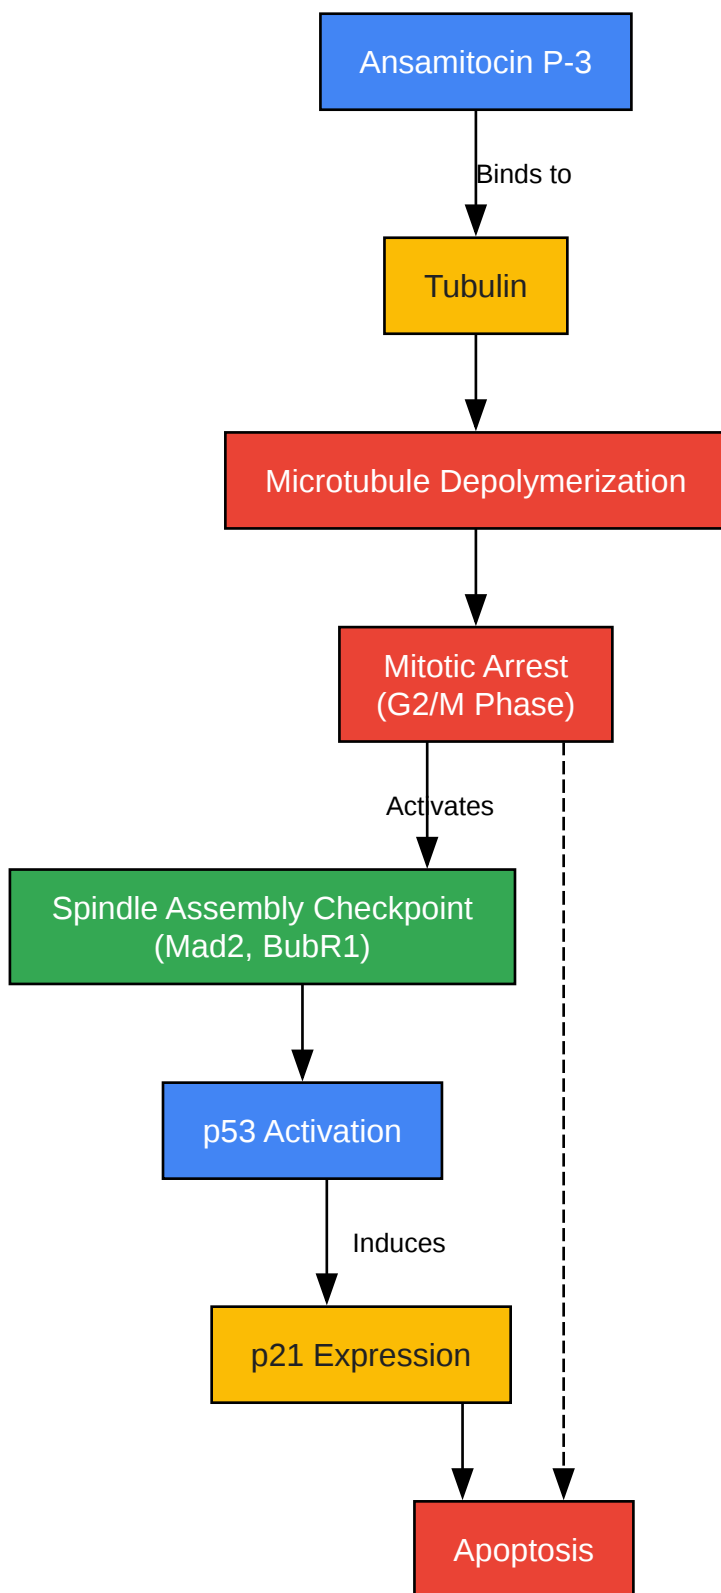 Ansamitocin P-3
Binds to
Tubulin
Microtubule Depolymerization
Mitotic Arrest
(G2/M Phase)
Activates
Spindle Assembly Checkpoint
(Mad2, BubR1)
p53 Activation
Induces
p21 Expression
Apoptosis